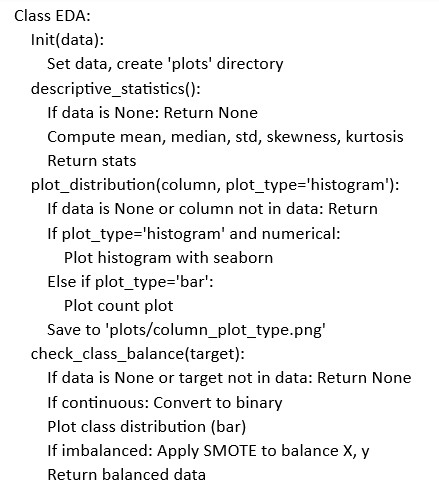 Class EDA:
Init(data):
Set data, create 'plots' directory
descriptive_statistics():
If data is None: Return None
Compute mean, median, std, skewness, kurtosis
Return stats
plot_distribution(column, plot_type='histogram'):
If data is None or column not in data: Return
If plot_type='histogram' and numerical:
Plot histogram with seaborn
Else if plot_type='bar':
Plot count plot
Save to 'plots/column_plot_type.png'
check_class_balance(target):
If data is None or target not in data: Return None
If continuous: Convert to binary
Plot class distribution (bar)
If imbalanced: Apply SMOTE to balance X, y
Return balanced data